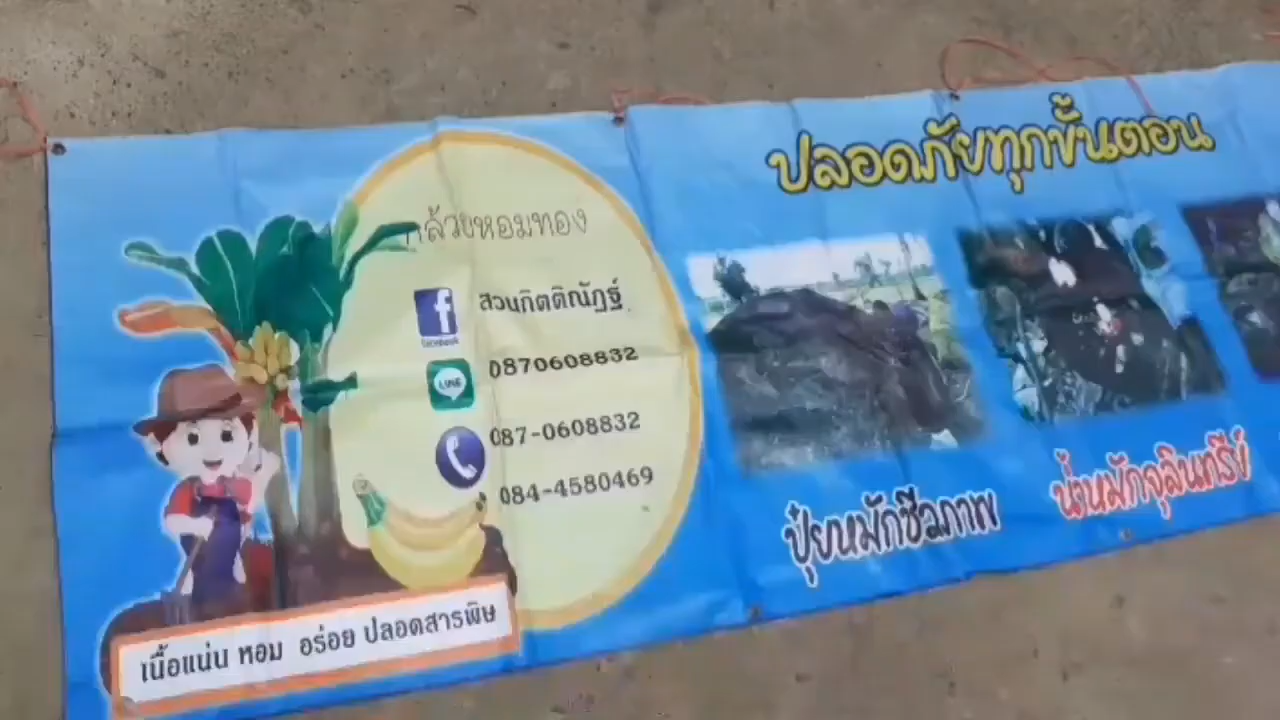 กล้วยหอมทอง
facebook
สวนกิตติณัฏฐ์
LINE
0870608832
087-0608832
084-4580469
เนื้อแน่น หอม อร่อย ปลอดสารพิษ
ปลอดภัยทุกขั้นตอน
ปุ๋ยหมักชีวภาพ
น้ำหมักจุลินทรีย์